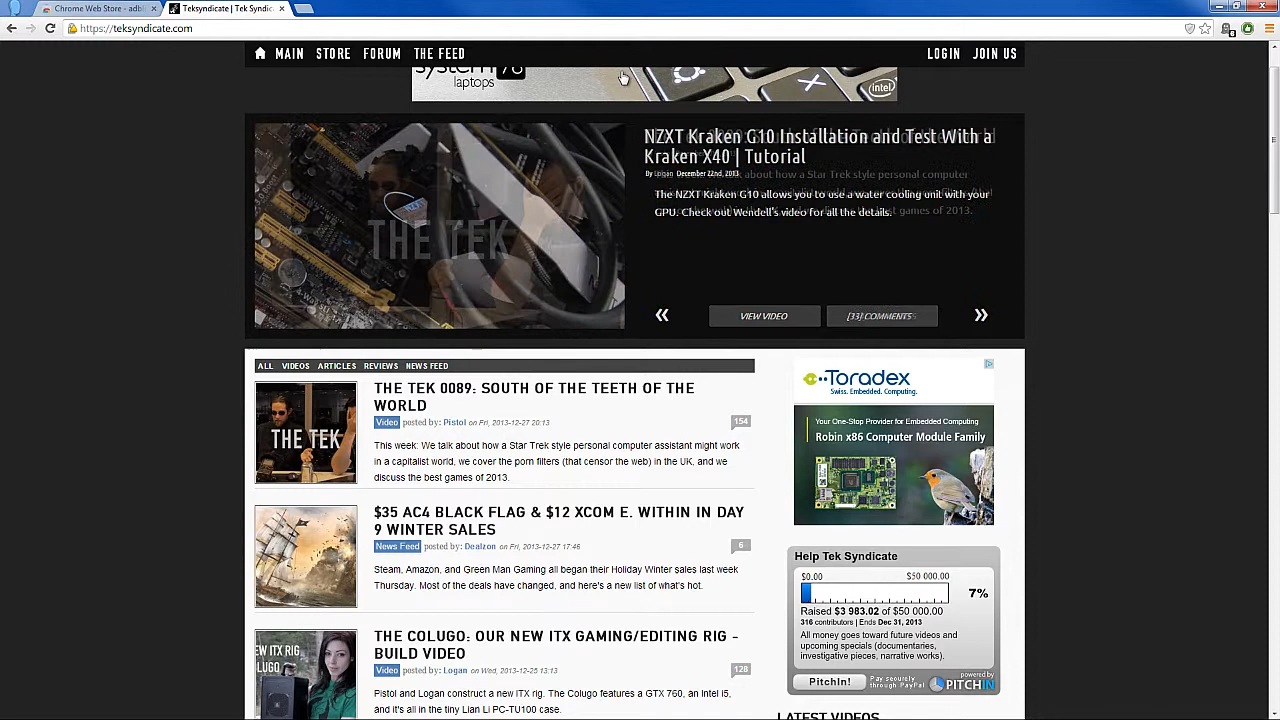 Chrome Web Store - adb
Teksyndicate | Tek Syndic
https://teksyndicate.com
MAIN STORE FORUM THE FEED LOGIN JOIN US
system 76
laptops
intel
NZXT Kraken G10 Installation and Test With a
Kraken X40 | Tutorial
By Logan December 22nd, 2013
The NZXT Kraken G10 allows you to use a water cooling unit with your
GPU. Check out Wendell's video for all the details.
THE TEK
« VIEW VIDEO [33] COMMENTS »
ALL VIDEOS ARTICLES REVIEWS NEWS FEED
THE TEK 0089: SOUTH OF THE TEETH OF THE
WORLD
Video posted by: Pistol on Fri, 2013-12-27 20:13
154
THE TEK
This week: We talk about how a Star Trek style personal computer assistant might work
in a capitalist world, we cover the porn filters (that censor the web) in the UK, and we
discuss the best games of 2013.
$35 AC4 BLACK FLAG & $12 XCOM E. WITHIN IN DAY
9 WINTER SALES
News Feed posted by: Dealzon on Fri, 2013-12-27 17:46
6
Steam, Amazon, and Green Man Gaming all began their Holiday Winter sales last week
Thursday. Most of the deals have changed, and here's a new list of what's hot.
THE COLUGO: OUR NEW ITX GAMING/EDITING RIG -
BUILD VIDEO
Video posted by: Logan on Wed, 2013-12-25 13:13
128
EW ITX RIG
OLUGO
Pistol and Logan construct a new ITX rig. The Colugo features a GTX 760, an Intel i5,
and it's all in the tiny Lian Li PC-TU100 case.
Toradex
Swiss. Embedded. Computing.
Your One-Stop Provider for Embedded Computing
Robin x86 Computer Module Family
Help Tek Syndicate
$0.00 $50 000.00
7%
Raised $3 983.02 of $50 000.00
316 contributors | Ends Dec 31, 2013
All money goes toward future videos and
upcoming specials (documentaries,
investigative pieces, narrative works).
PitchIn!
Pay securely
through PayPal
powered by
PITCHIN
LATEST VIDEOS